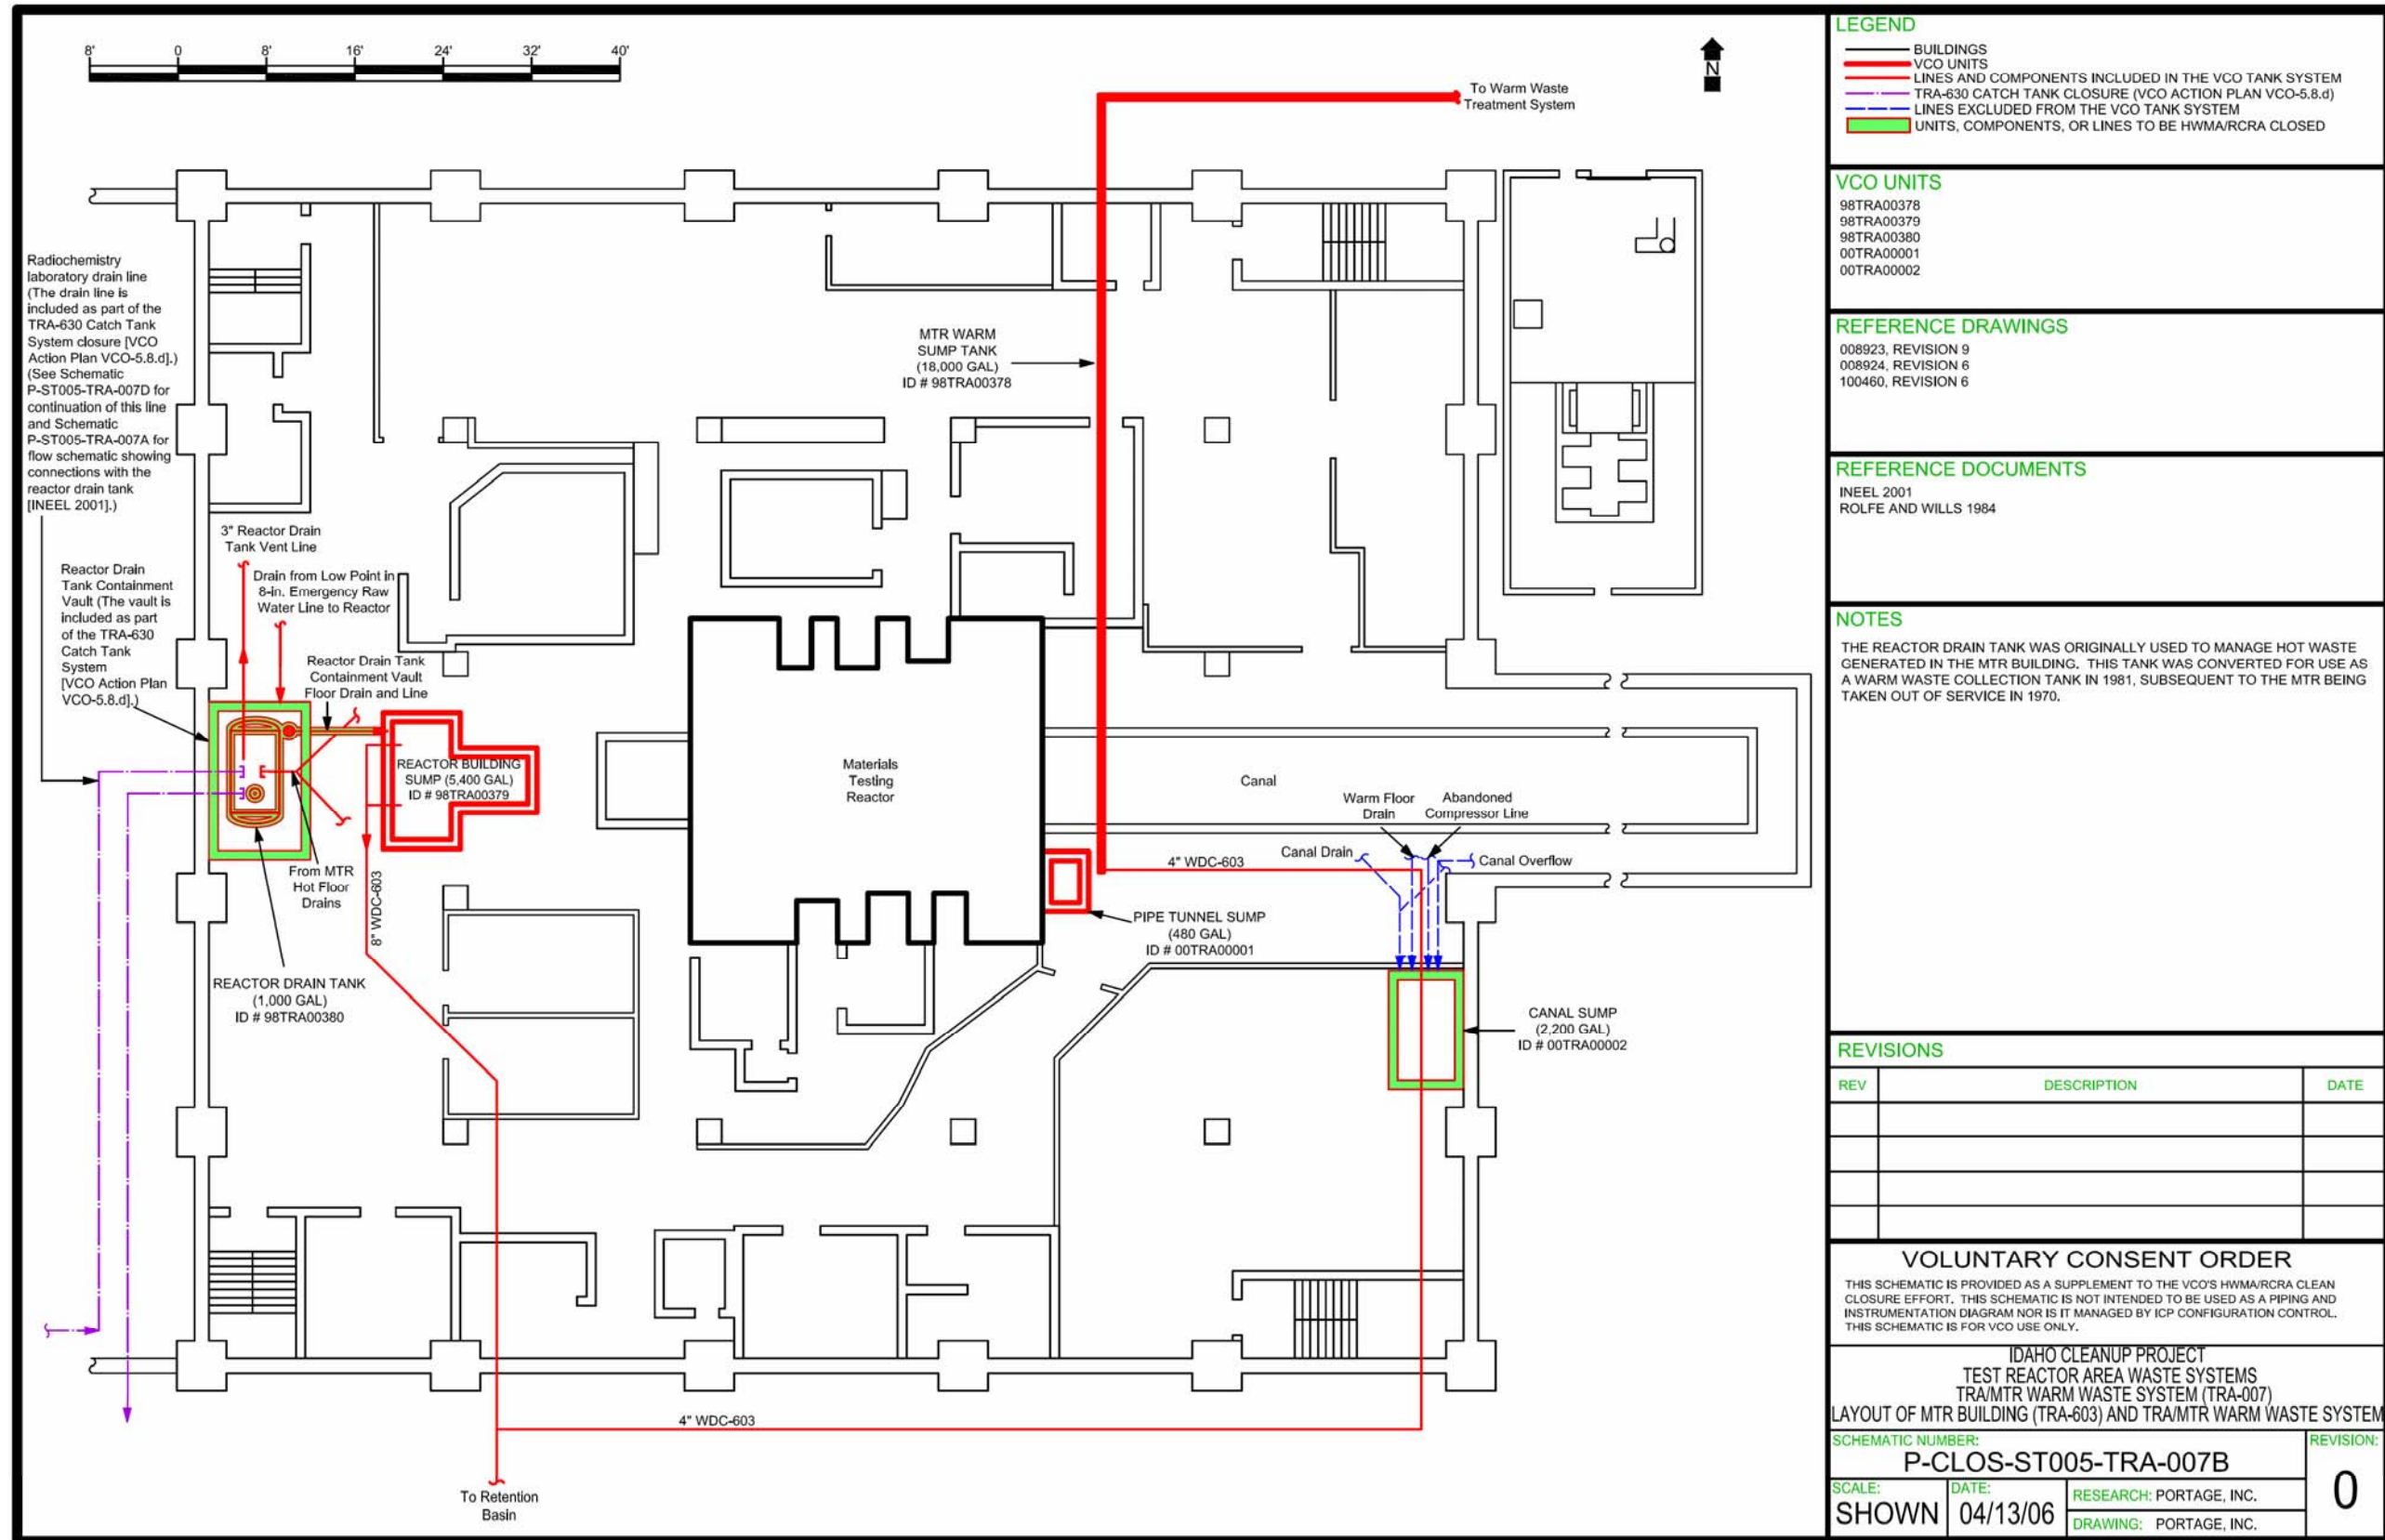 8'
0
8'
16'
24'
32'
40'
N
To Warm Waste
Treatment System
Radiochemistry
laboratory drain line
(The drain line is
included as part of the
TRA-630 Catch Tank
System closure [VCO
Action Plan VCO-5.8.d].)
(See Schematic
P-ST005-TRA-007D for
continuation of this line
and Schematic
P-ST005-TRA-007A for
flow schematic showing
connections with the
reactor drain tank
[INEEL 2001].)
MTR WARM
SUMP TANK
(18,000 GAL)
ID # 98TRA00378
3" Reactor Drain
Tank Vent Line
Reactor Drain
Tank Containment
Vault (The vault is
included as part
of the TRA-630
Catch Tank
System
[VCO Action Plan
VCO-5.8.d].)
Drain from Low Point in
8-in. Emergency Raw
Water Line to Reactor
Reactor Drain Tank
Containment Vault
Floor Drain and Line
REACTOR BUILDING
SUMP (5,400 GAL)
ID # 98TRA00379
Materials
Testing
Reactor
Canal
Warm Floor
Drain
Abandoned
Compressor Line
Canal Drain
Canal Overflow
4" WDC-603
From MTR
Hot Floor
Drains
8" WDC-603
PIPE TUNNEL SUMP
(480 GAL)
ID # 00TRA00001
REACTOR DRAIN TANK
(1,000 GAL)
ID # 98TRA00380
CANAL SUMP
(2,200 GAL)
ID # 00TRA00002
4" WDC-603
To Retention
Basin
LEGEND
BUILDINGS
VCO UNITS
LINES AND COMPONENTS INCLUDED IN THE VCO TANK SYSTEM
TRA-630 CATCH TANK CLOSURE (VCO ACTION PLAN VCO-5.8.d)
LINES EXCLUDED FROM THE VCO TANK SYSTEM
UNITS, COMPONENTS, OR LINES TO BE HWMA/RCRA CLOSED
VCO UNITS
98TRA00378
98TRA00379
98TRA00380
00TRA00001
00TRA00002
REFERENCE DRAWINGS
008923, REVISION 9
008924, REVISION 6
100460, REVISION 6
REFERENCE DOCUMENTS
INEEL 2001
ROLFE AND WILLS 1984
NOTES
THE REACTOR DRAIN TANK WAS ORIGINALLY USED TO MANAGE HOT WASTE
GENERATED IN THE MTR BUILDING. THIS TANK WAS CONVERTED FOR USE AS
A WARM WASTE COLLECTION TANK IN 1981, SUBSEQUENT TO THE MTR BEING
TAKEN OUT OF SERVICE IN 1970.
REVISIONS
REV DESCRIPTION DATE
VOLUNTARY CONSENT ORDER
THIS SCHEMATIC IS PROVIDED AS A SUPPLEMENT TO THE VCO'S HWMA/RCRA CLEAN
CLOSURE EFFORT. THIS SCHEMATIC IS NOT INTENDED TO BE USED AS A PIPING AND
INSTRUMENTATION DIAGRAM NOR IS IT MANAGED BY ICP CONFIGURATION CONTROL.
THIS SCHEMATIC IS FOR VCO USE ONLY.
IDAHO CLEANUP PROJECT
TEST REACTOR AREA WASTE SYSTEMS
TRA/MTR WARM WASTE SYSTEM (TRA-007)
LAYOUT OF MTR BUILDING (TRA-603) AND TRA/MTR WARM WASTE SYSTEM
SCHEMATIC NUMBER:
P-CLOS-ST005-TRA-007B
REVISION:
0
SCALE:
SHOWN
DATE:
04/13/06
RESEARCH: PORTAGE, INC.
DRAWING: PORTAGE, INC.